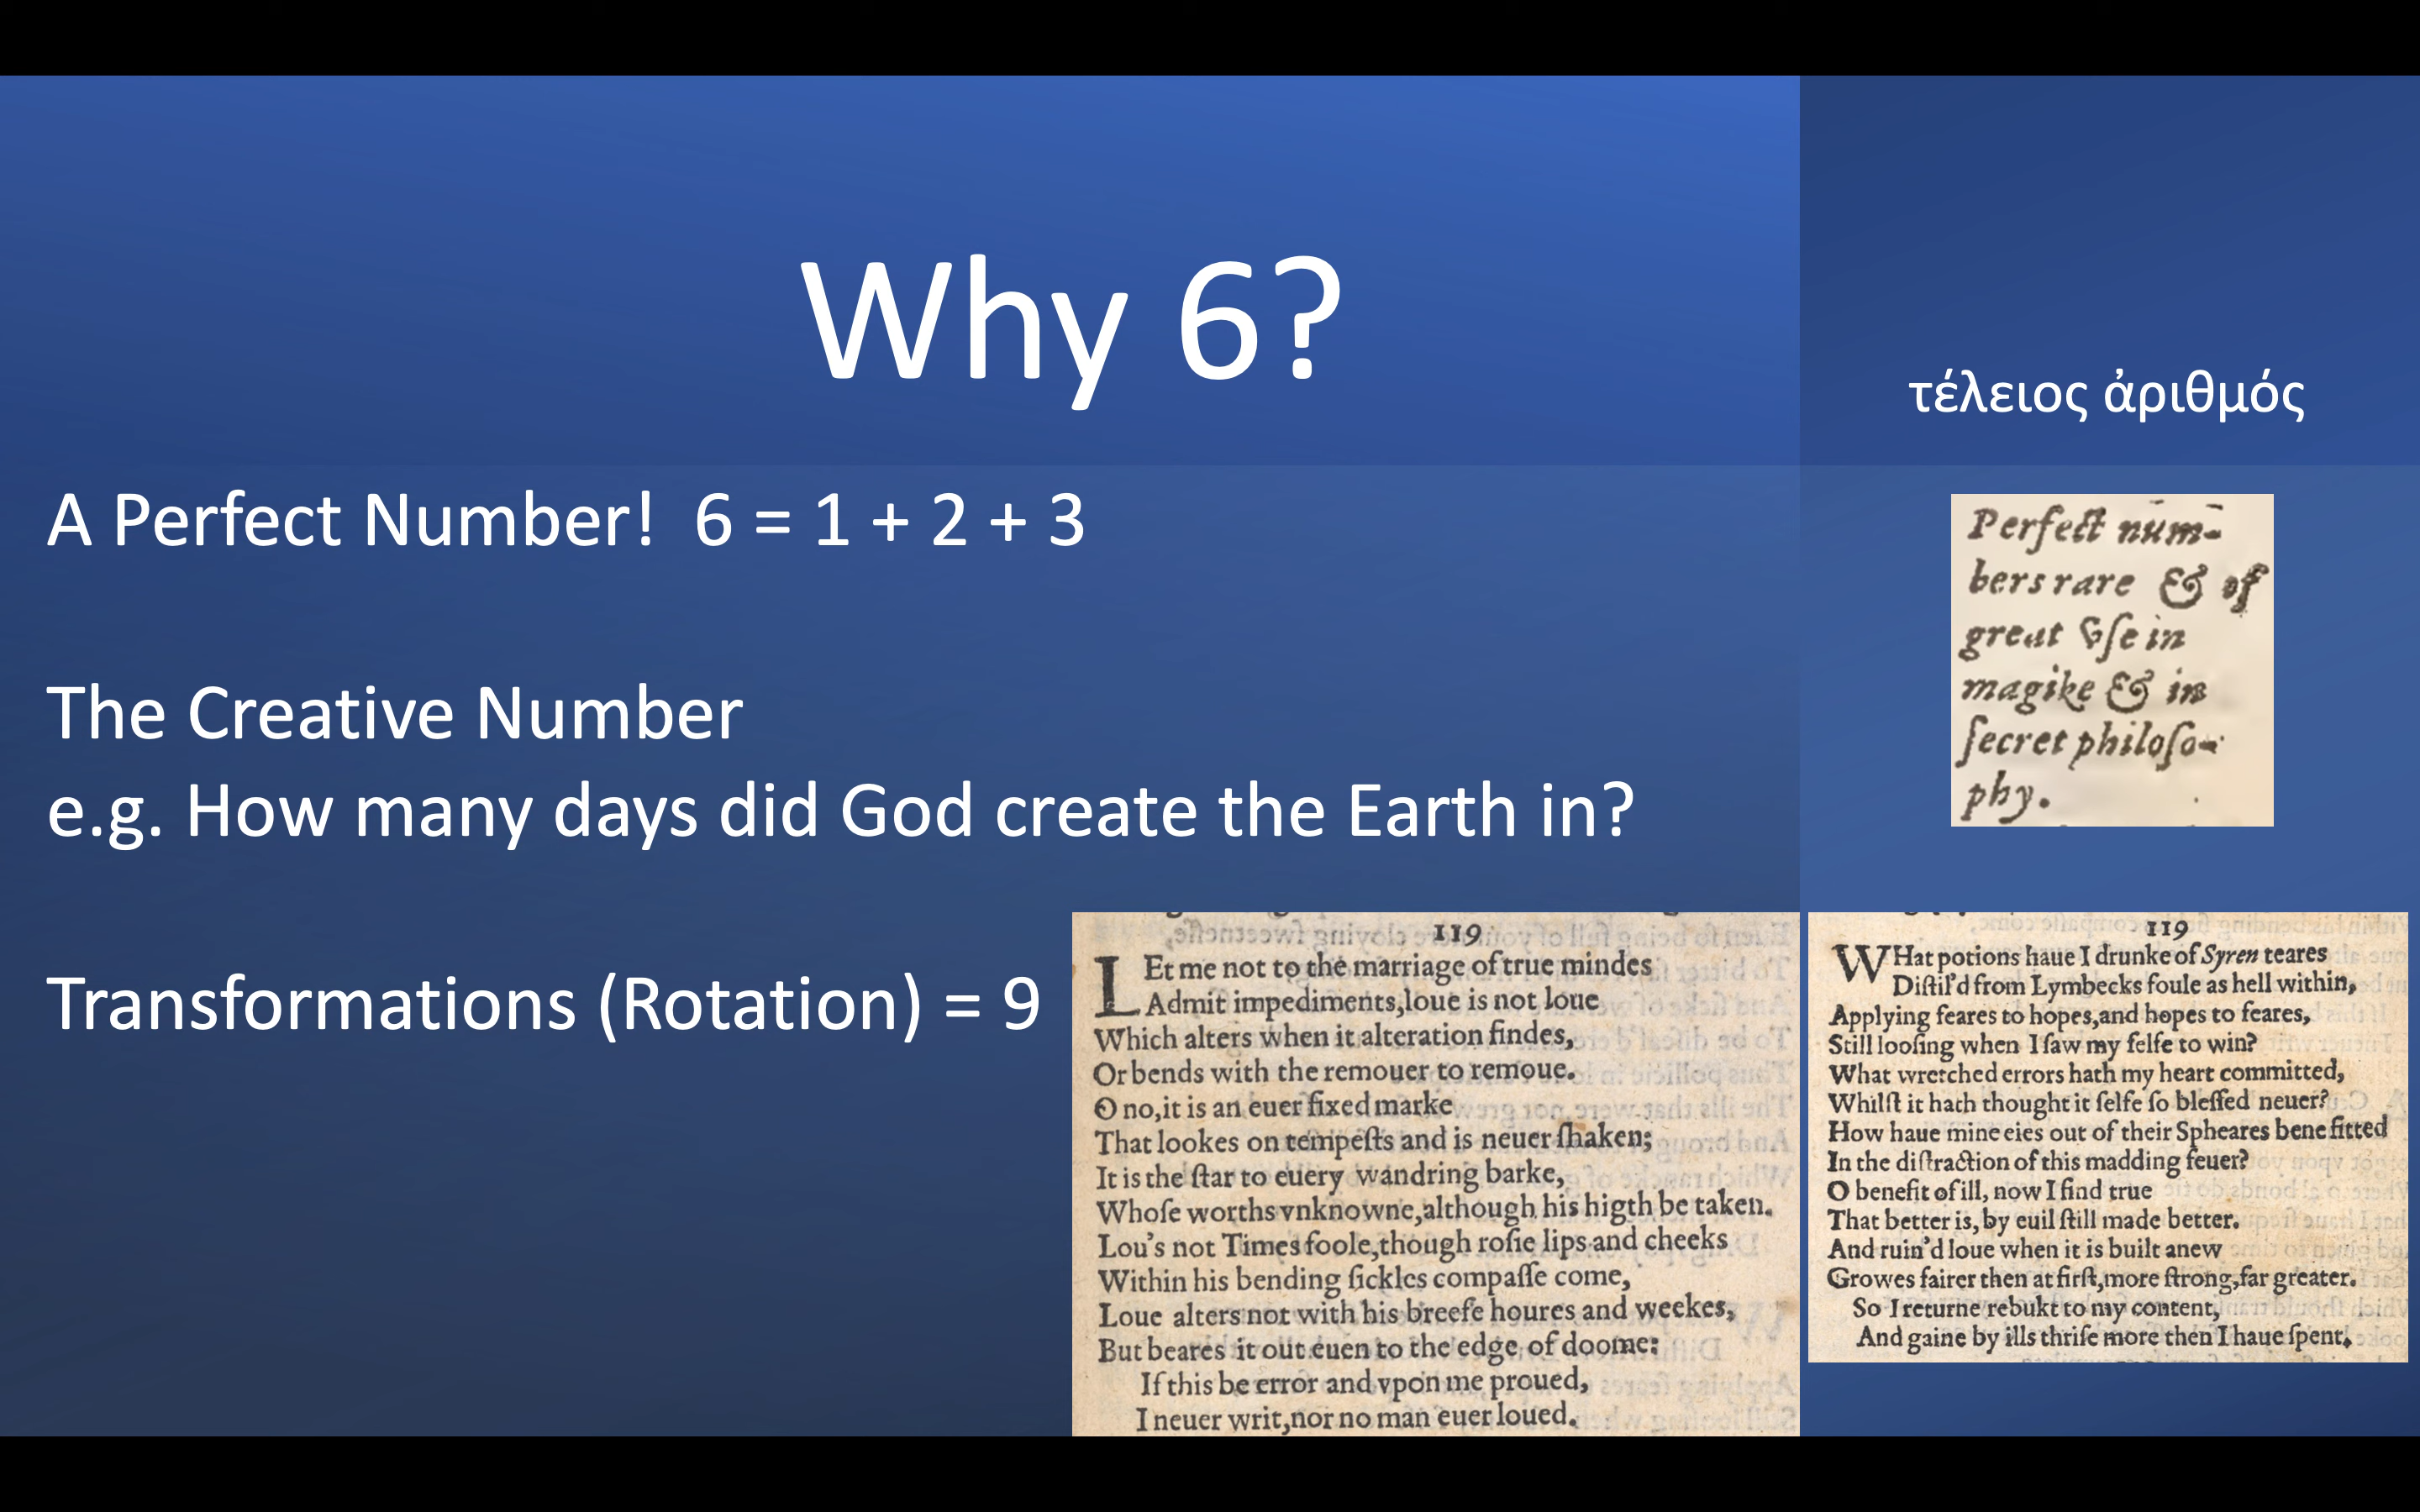 Why 6?
τέλειος ἀριθμός
A Perfect Number! 6 = 1 + 2 + 3
The Creative Number
e.g. How many days did God create the Earth in?
Transformations (Rotation) = 9
Perfect num-
bers rare & of
great vſe in
magike & in
ſecret philoſo-
phy.
119
LEt me not to the marriage of true mindes
Admit impediments,loue is not loue
Which alters when it alteration findes,
Or bends with the remouer to remoue.
O no,it is an euer fixed marke
That lookes on tempeſts and is neuer ſhaken;
It is the ſtar to euery wandring barke,
Whoſe worths vnknowne,although his higth be taken.
Lou's not Times foole,though roſie lips and cheeks
Within his bending ſickles compaſſe come,
Loue alters not with his breefe houres and weekes,
But beares it out euen to the edge of doome:
If this be error and vpon me proued,
I neuer writ,nor no man euer loued.
119
WHat potions haue I drunke of Syren teares
Diſtil'd from Lymbecks foule as hell within,
Applying feares to hopes,and hopes to feares,
Still looſing when I ſaw my ſelfe to win?
What wretched errors hath my heart committed,
Whilſt it hath thought it ſelfe ſo bleſſed neuer?
How haue mine eies out of their Spheares bene fitted
In the diſtraction of this madding feuer?
O benefit of ill, now I find true
That better is, by euil ſtill made better.
And ruin'd loue when it is built anew
Growes fairer then at firſt,more ſtrong,far greater.
So I returne rebukt to my content,
And gaine by ills thriſe more then I haue ſpent.